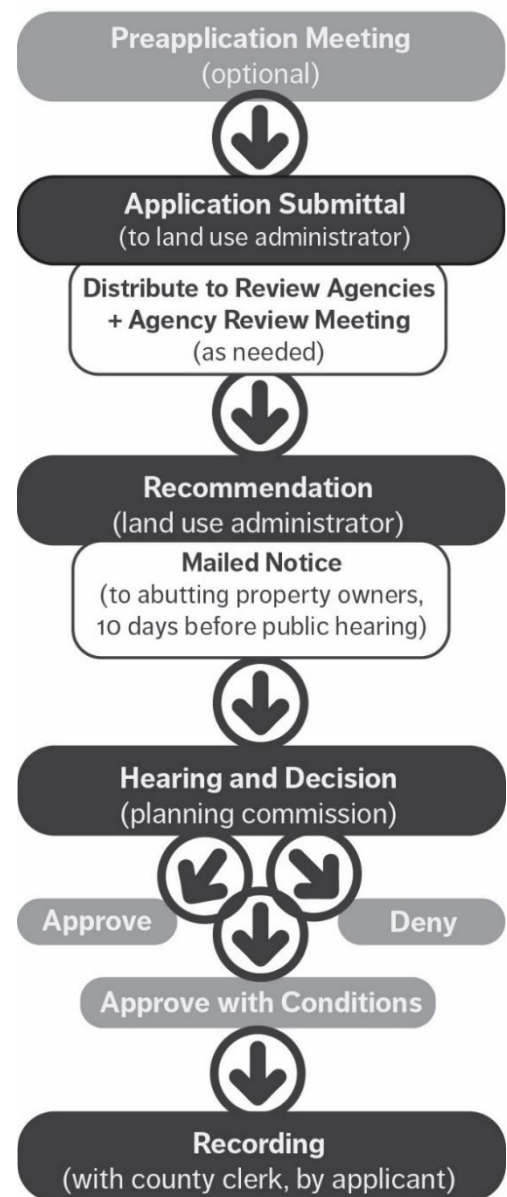 Preapplication Meeting
(optional)
Application Submittal
(to land use administrator)
Distribute to Review Agencies
+ Agency Review Meeting
(as needed)
Recommendation
(land use administrator)
Mailed Notice
(to abutting property owners,
10 days before public hearing)
Hearing and Decision
(planning commission)
Approve
Deny
Approve with Conditions
Recording
(with county clerk, by applicant)